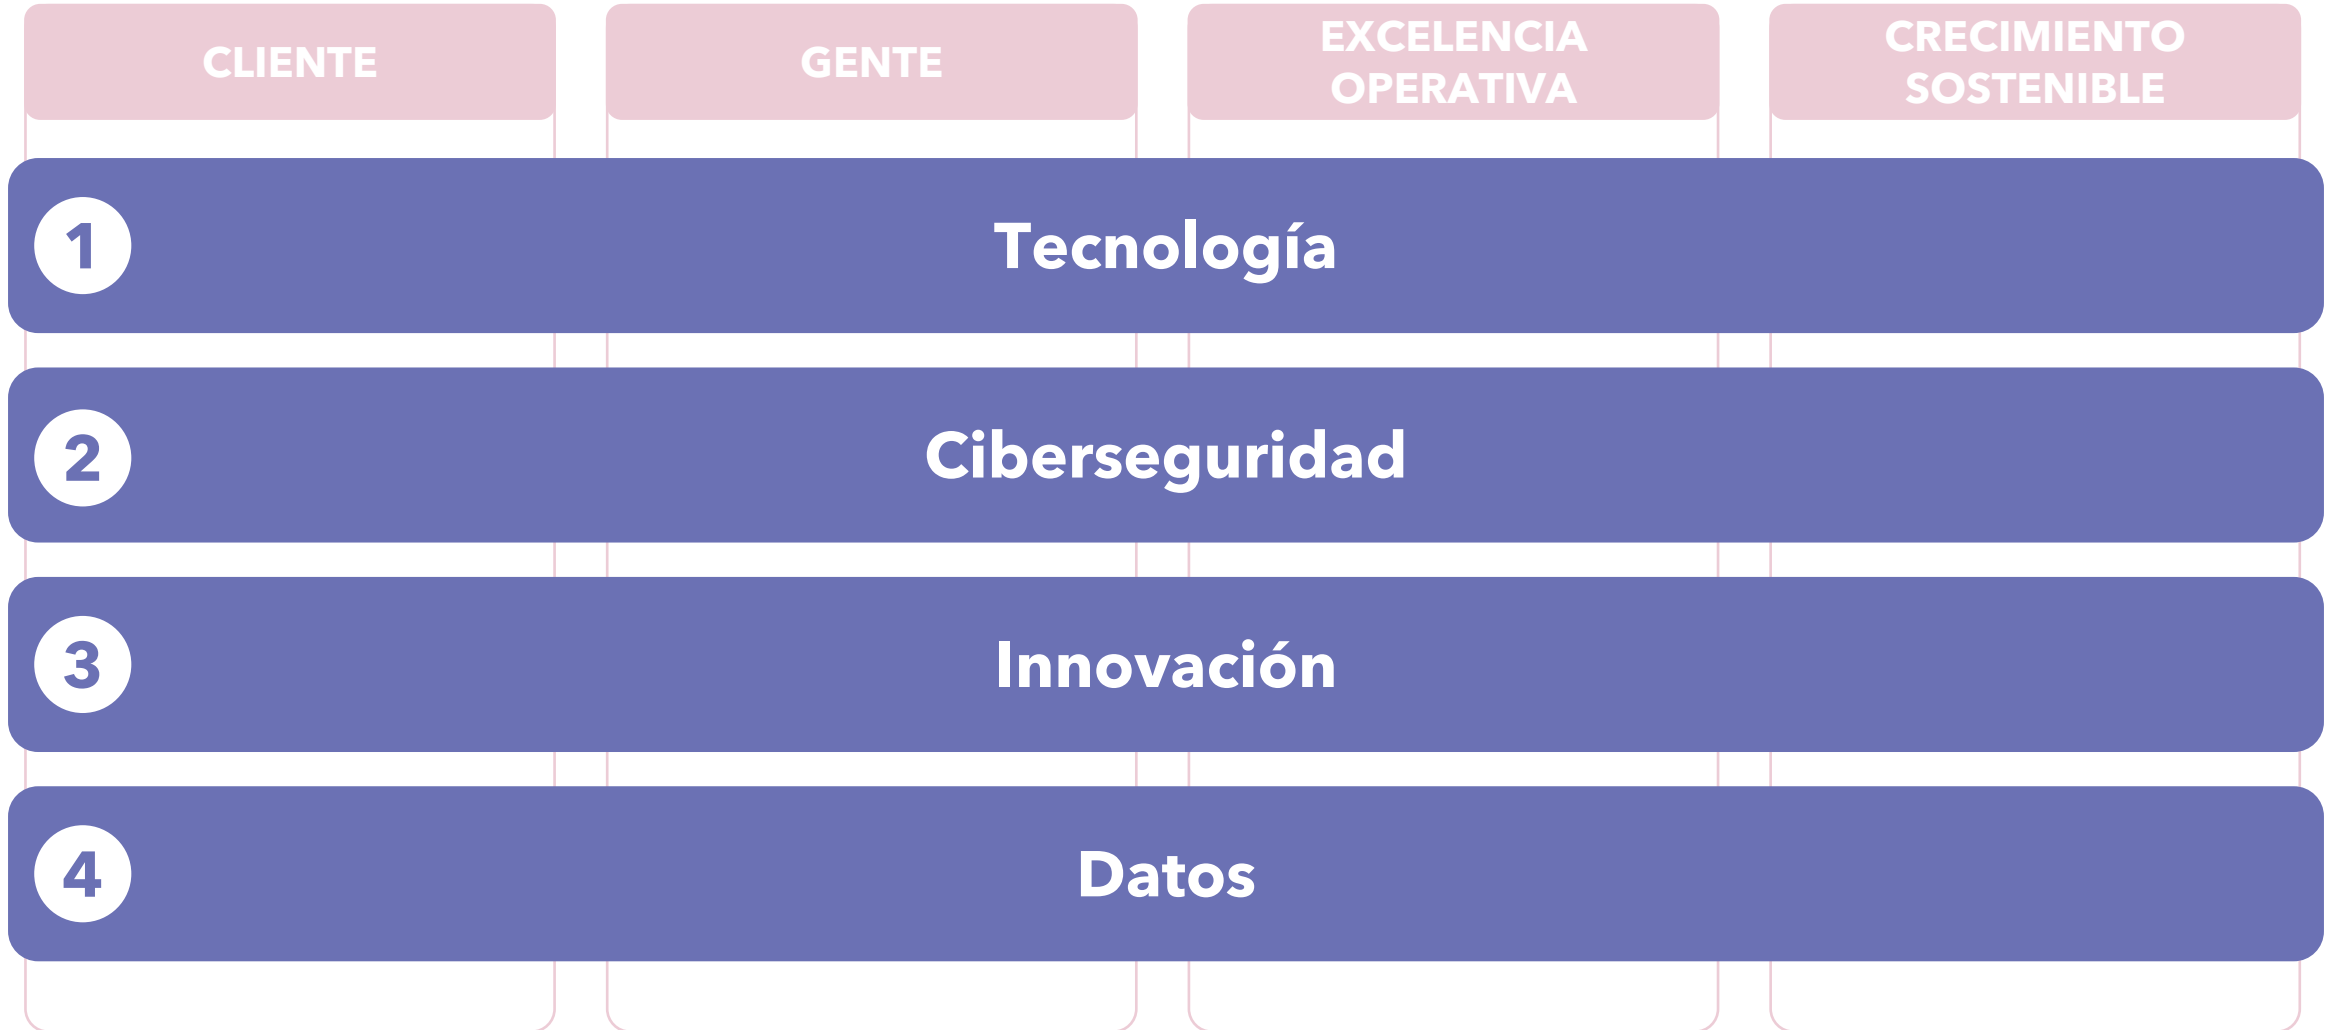 CLIENTE
GENTE
EXCELENCIA
OPERATIVA
CRECIMIENTO
SOSTENIBLE
1
Tecnología
2
Ciberseguridad
3
Innovación
4
Datos